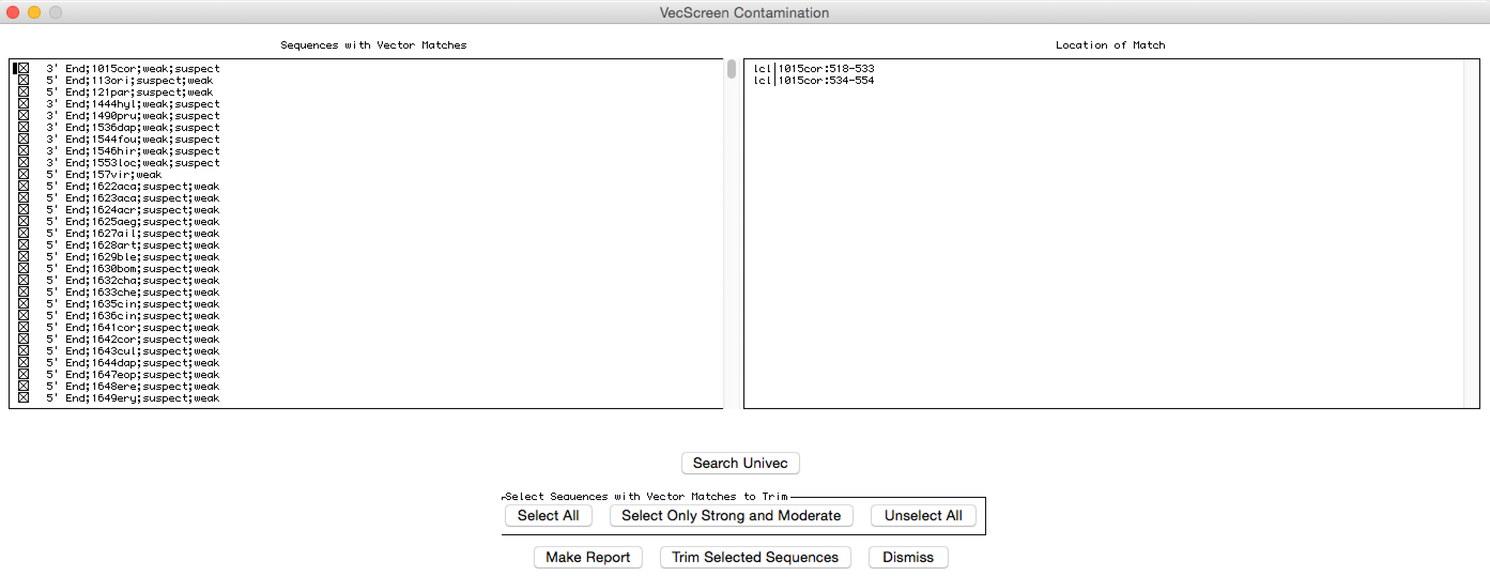 VecScreen Contamination
Sequences with Vector Matches
3' End;1015cor;weak;suspect
5' End;113ori;suspect;weak
5' End;121par;suspect;weak
3' End;1444hyl;weak;suspect
3' End;1490pru;weak;suspect
3' End;1536dap;weak;suspect
3' End;1544fou;weak;suspect
3' End;1546hir;weak;suspect
3' End;1553loc;weak;suspect
5' End;157vir;weak
5' End;1622aca;suspect;weak
5' End;1623aca;suspect;weak
5' End;1624acr;suspect;weak
5' End;1625aeg;suspect;weak
5' End;1627ail;suspect;weak
5' End;1628art;suspect;weak
5' End;1629ble;suspect;weak
5' End;1630bom;suspect;weak
5' End;1632cha;suspect;weak
5' End;1633che;suspect;weak
5' End;1635cin;suspect;weak
5' End;1636cin;suspect;weak
5' End;1641cor;suspect;weak
5' End;1642cor;suspect;weak
5' End;1643cul;suspect;weak
5' End;1644dap;suspect;weak
5' End;1647eop;suspect;weak
5' End;1648ere;suspect;weak
5' End;1649ery;suspect;weak
Location of Match
lcl|1015cor:518-533
lcl|1015cor:534-554
Search Univec
Select Sequences with Vector Matches to Trim
Select All
Select Only Strong and Moderate
Unselect All
Make Report
Trim Selected Sequences
Dismiss